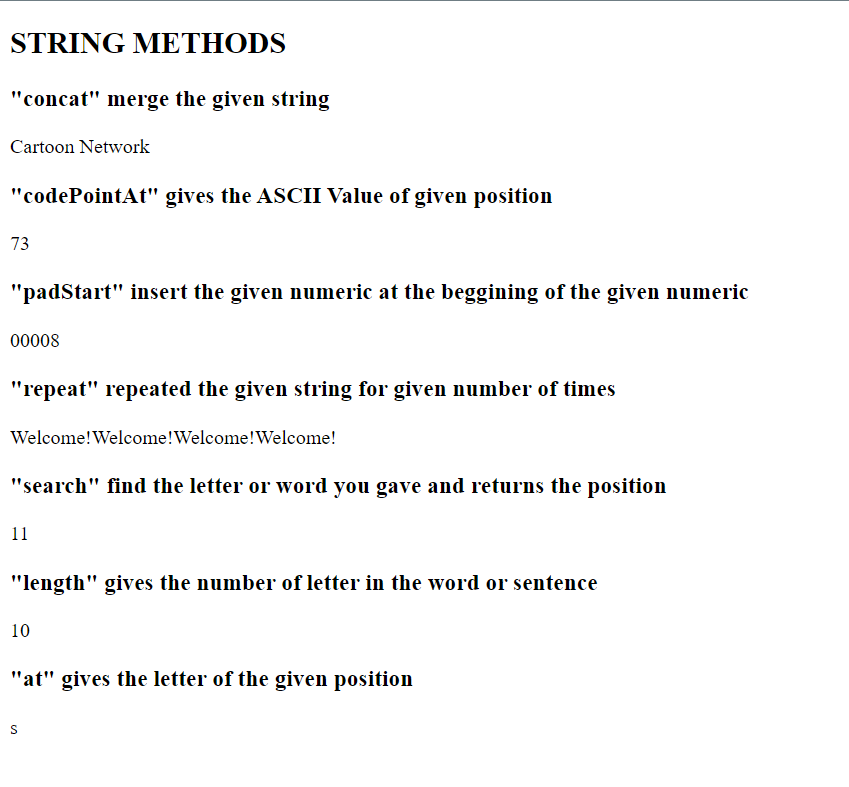 STRING METHODS
"concat" merge the given string
Cartoon Network
"codePointAt" gives the ASCII Value of given position
73
"padStart" insert the given numeric at the beggining of the given numeric
00008
"repeat" repeated the given string for given number of times
Welcome!Welcome!Welcome!Welcome!
"search" find the letter or word you gave and returns the position
11
"length" gives the number of letter in the word or sentence
10
"at" gives the letter of the given position
s